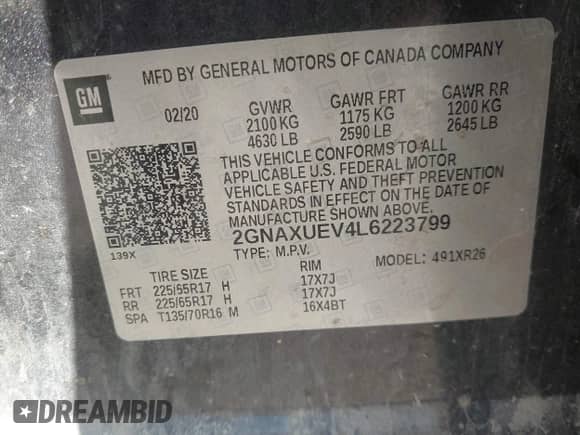 GM
MFD BY GENERAL MOTORS OF CANADA COMPANY
02/20 GVWR GAWR FRT GAWR RR
2100 KG 1175 KG 1200 KG
4630 LB 2590 LB 2645 LB
THIS VEHICLE CONFORMS TO ALL
APPLICABLE U.S. FEDERAL MOTOR
VEHICLE SAFETY AND THEFT PREVENTION
STANDARDS IN EFFECT ON THE DATE OF
MANUFACTURE SHOWN ABOVE.
139X 2GNAXUEV4L6223799
TYPE: M.P.V. MODEL: 491XR26
TIRE SIZE RIM
FRT 225/65R17 H 17X7J
RR 225/65R17 H 17X7J
SPA T135/70R16 M 16X4BT
DREAMBID